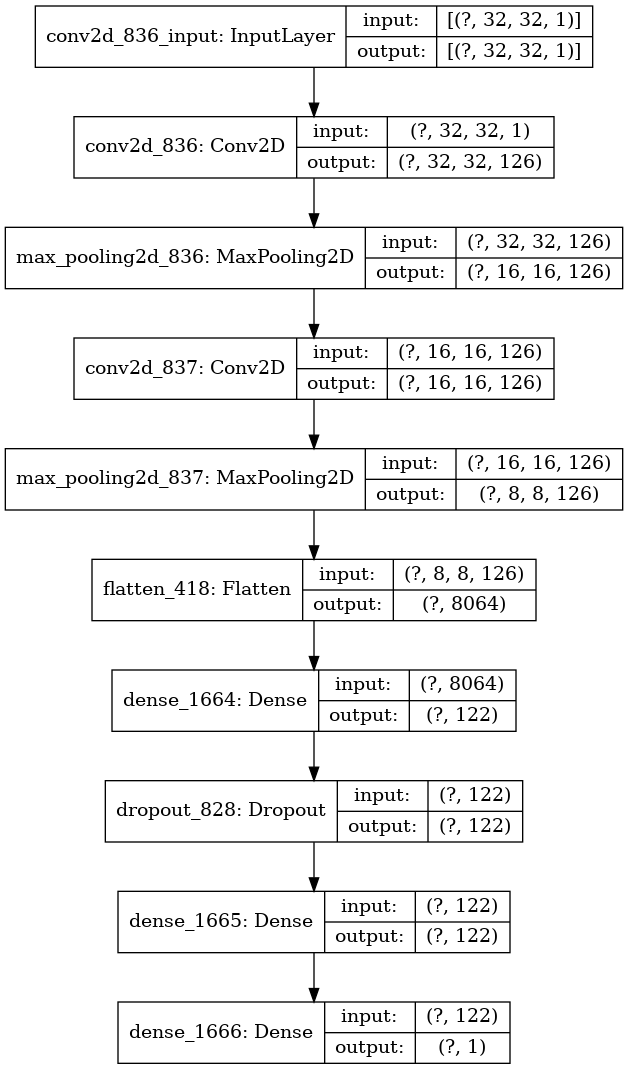 conv2d_836_input: InputLayer input: [(?, 32, 32, 1)]
output: [(?, 32, 32, 1)]
conv2d_836: Conv2D input: (?, 32, 32, 1)
output: (?, 32, 32, 126)
max_pooling2d_836: MaxPooling2D input: (?, 32, 32, 126)
output: (?, 16, 16, 126)
conv2d_837: Conv2D input: (?, 16, 16, 126)
output: (?, 16, 16, 126)
max_pooling2d_837: MaxPooling2D input: (?, 16, 16, 126)
output: (?, 8, 8, 126)
flatten_418: Flatten input: (?, 8, 8, 126)
output: (?, 8064)
dense_1664: Dense input: (?, 8064)
output: (?, 122)
dropout_828: Dropout input: (?, 122)
output: (?, 122)
dense_1665: Dense input: (?, 122)
output: (?, 122)
dense_1666: Dense input: (?, 122)
output: (?, 1)